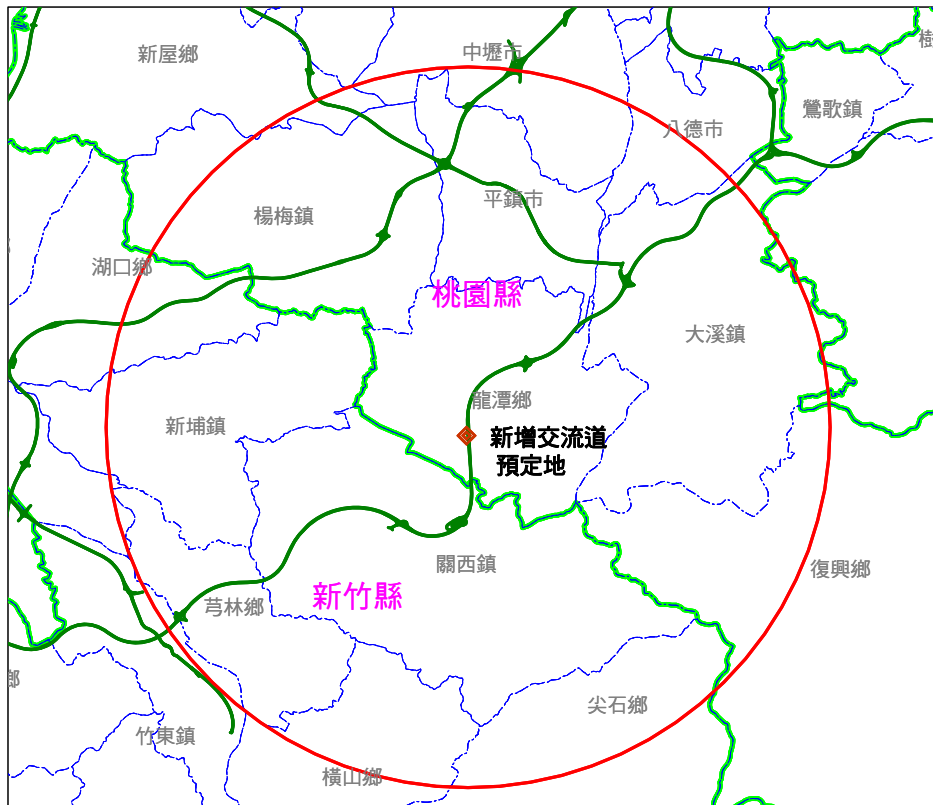 新屋鄉
中壢市
樹
鶯歌鎮
八德市
楊梅鎮
平鎮市
湖口鄉
桃園縣
大溪鎮
龍潭鄉
新埔鎮
新增交流道
預定地
關西鎮
復興鄉
新竹縣
芎林鄉
鄉
尖石鄉
竹東鎮
橫山鄉